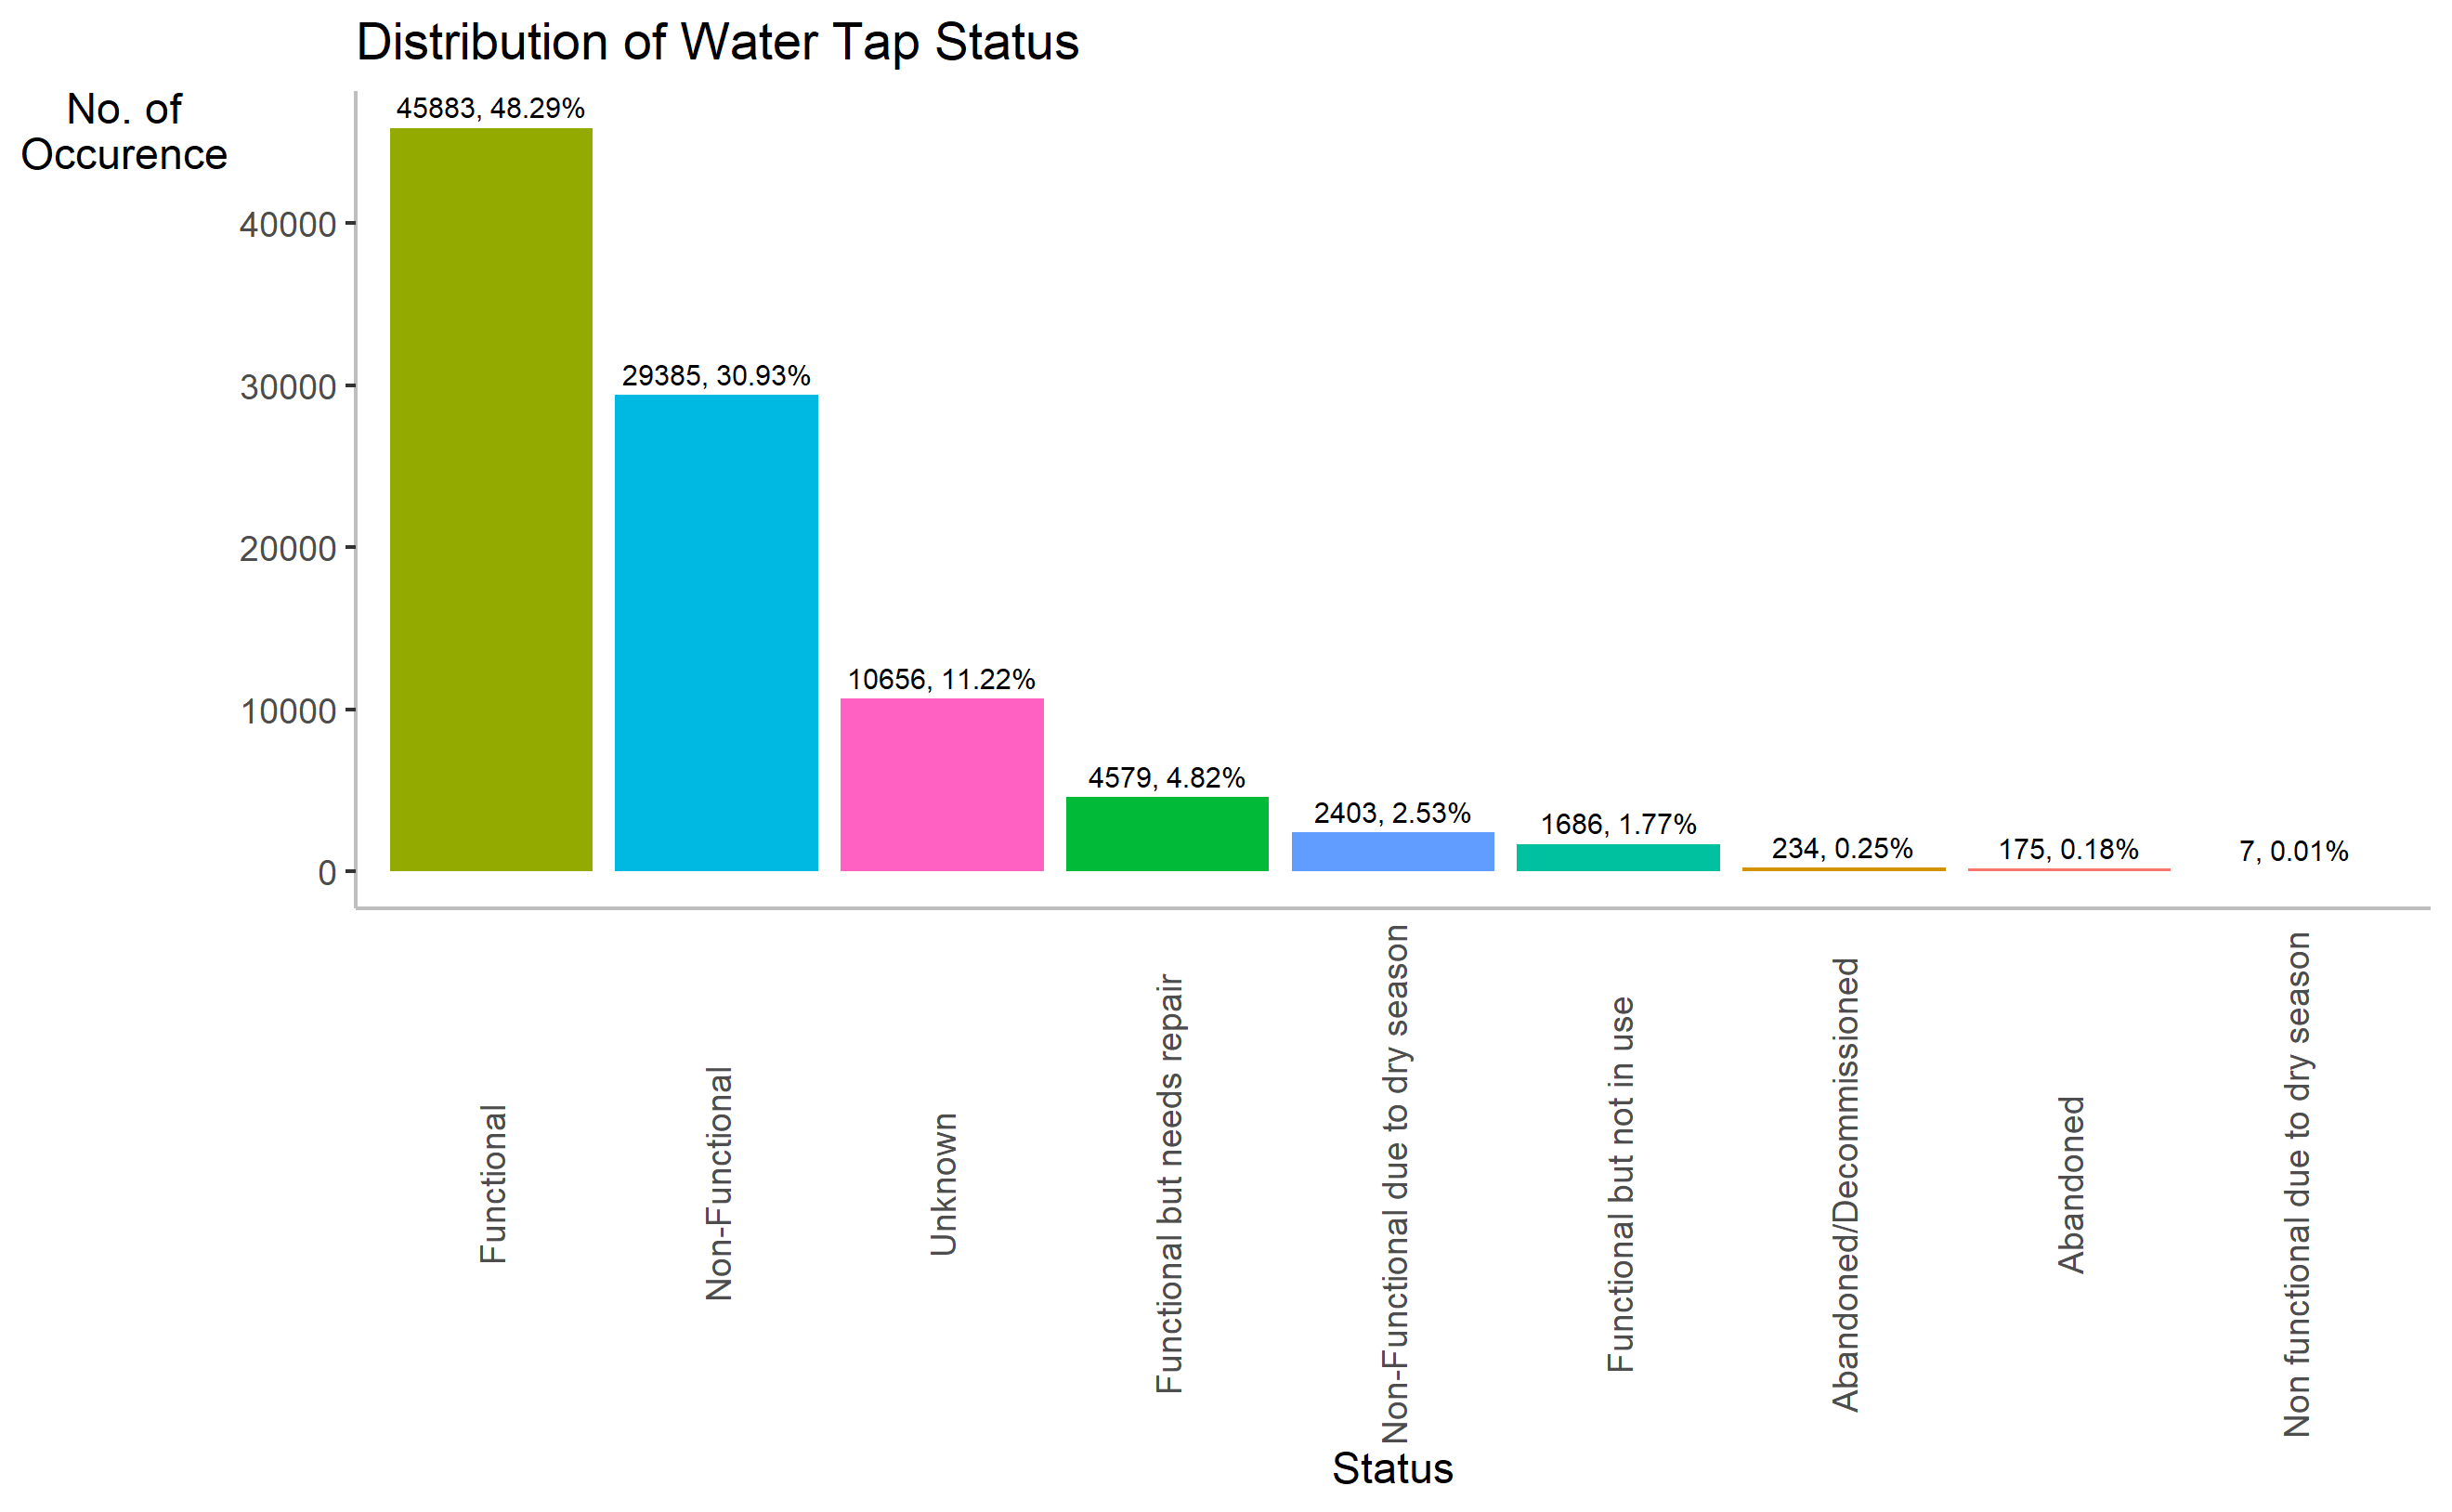 Distribution of Water Tap Status
No. of
Occurence
40000
30000
20000
10000
0
45883, 48.29%
29385, 30.93%
10656, 11.22%
4579, 4.82%
2403, 2.53%
1686, 1.77%
234, 0.25%
175, 0.18%
7, 0.01%
Functional
Non-Functional
Unknown
Functional but needs repair
Non-Functional due to dry season
Functional but not in use
Abandoned/Decommissioned
Abandoned
Non functional due to dry season
Status